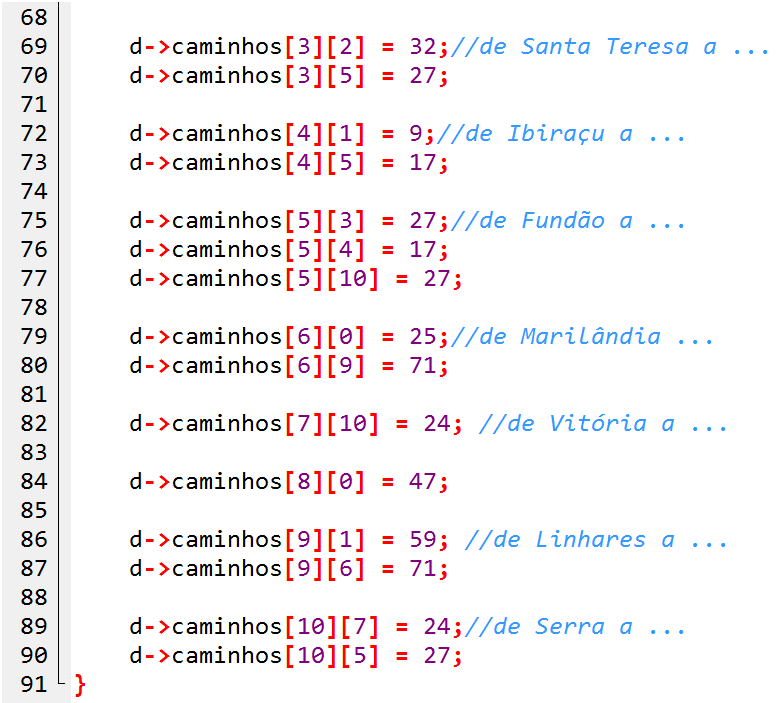 68
69 d->caminhos[3][2] = 32;//de Santa Teresa a ...
70 d->caminhos[3][5] = 27;
71
72 d->caminhos[4][1] = 9;//de Ibiraçu a ...
73 d->caminhos[4][5] = 17;
74
75 d->caminhos[5][3] = 27;//de Fundão a ...
76 d->caminhos[5][4] = 17;
77 d->caminhos[5][10] = 27;
78
79 d->caminhos[6][0] = 25;//de Marilândia ...
80 d->caminhos[6][9] = 71;
81
82 d->caminhos[7][10] = 24; //de Vitória a ...
83
84 d->caminhos[8][0] = 47;
85
86 d->caminhos[9][1] = 59; //de Linhares a ...
87 d->caminhos[9][6] = 71;
88
89 d->caminhos[10][7] = 24;//de Serra a ...
90 d->caminhos[10][5] = 27;
91 }